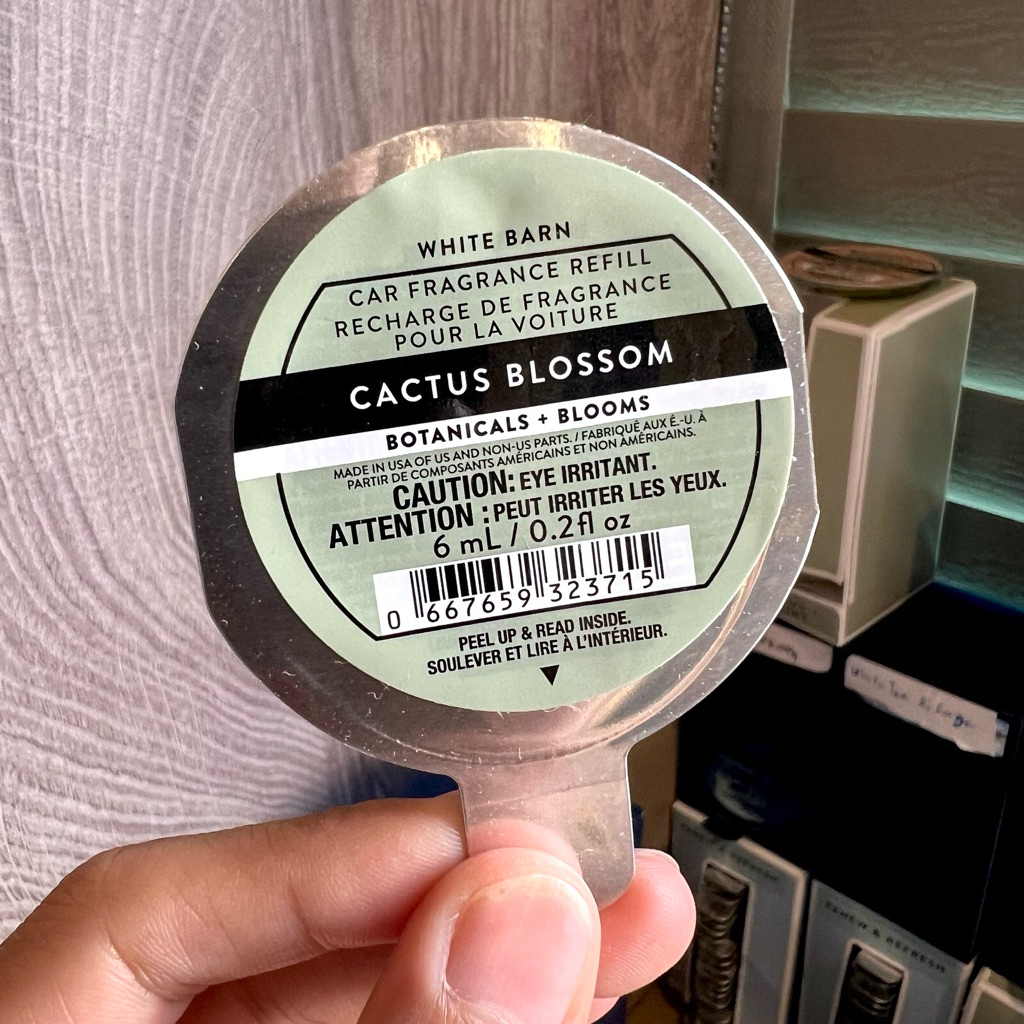 WHITE BARN
CAR FRAGRANCE REFILL
RECHARGE DE FRAGRANCE
POUR LA VOITURE
CACTUS BLOSSOM
BOTANICALS + BLOOMS
MADE IN USA OF US AND NON-US PARTS. / FABRIQUÉ AUX É.-U. À
PARTIR DE COMPOSANTS AMÉRICAINS ET NON AMÉRICAINS.
CAUTION: EYE IRRITANT.
ATTENTION : PEUT IRRITER LES YEUX.
6 mL / 0.2fl oz
0 667659 323715
PEEL UP & READ INSIDE.
SOULEVER ET LIRE À L'INTÉRIEUR.
RENEW & REFRESH